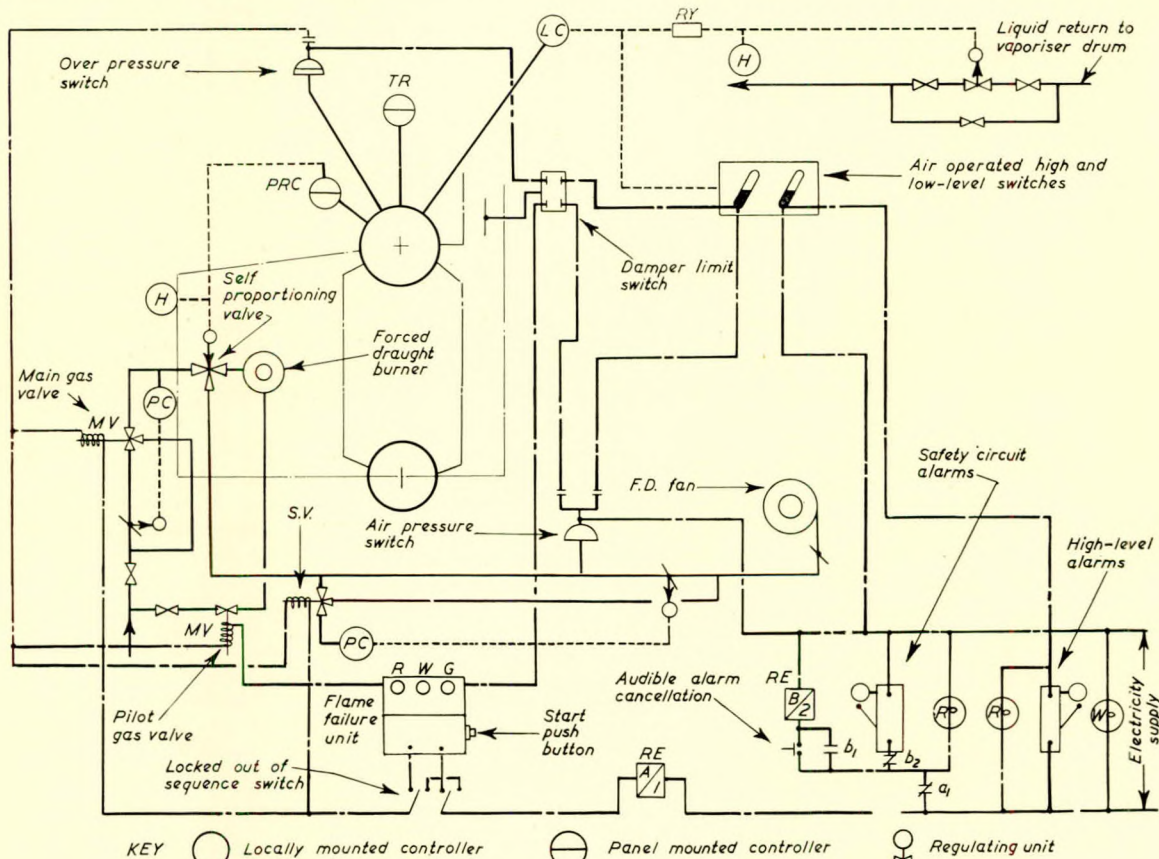 RY
LC
Liquid return to
vaporiser drum
Over pressure
switch
TR
H
PRC
Air operated high and
low-level switches
Damper limit
switch
Self
proportioning
valve
H
Forced
draught
burner
Main gas
valve
PC
MV
Safety circuit
alarms
F.D. fan
S.V.
Air pressure
switch
High-level
alarms
MV
PC
R W G
RE
Audible alarm
cancellation
B/2
R
R
W
Electricity
supply
Pilot
gas valve
Flame
failure
unit
Start
push
button
b1
b2
Locked out of
sequence switch
RE
A/1
a1
KEY
Locally mounted controller
Panel mounted controller
Regulating unit